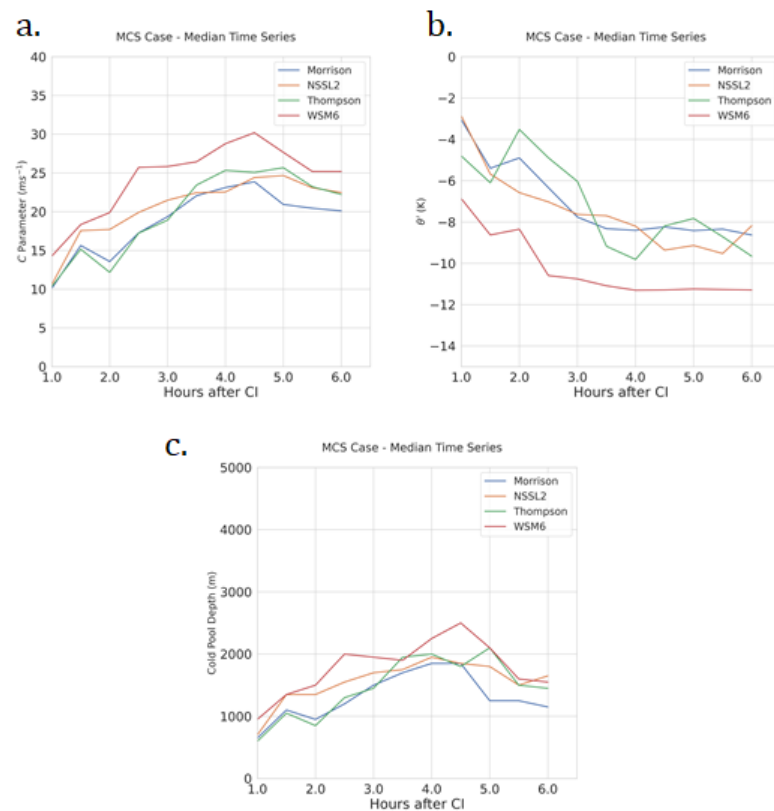 a.
MCS Case - Median Time Series
40
35
30
25
20
15
10
5
0
C Parameter (ms⁻¹)
Morrison
NSSL2
Thompson
WSM6
1.0 2.0 3.0 4.0 5.0 6.0
Hours after CI
b.
MCS Case - Median Time Series
0
−2
−4
−6
−8
−10
−12
−14
θ' (K)
Morrison
NSSL2
Thompson
WSM6
1.0 2.0 3.0 4.0 5.0 6.0
Hours after CI
c.
MCS Case - Median Time Series
5000
4000
3000
2000
1000
0
Cold Pool Depth (m)
Morrison
NSSL2
Thompson
WSM6
1.0 2.0 3.0 4.0 5.0 6.0
Hours after CI